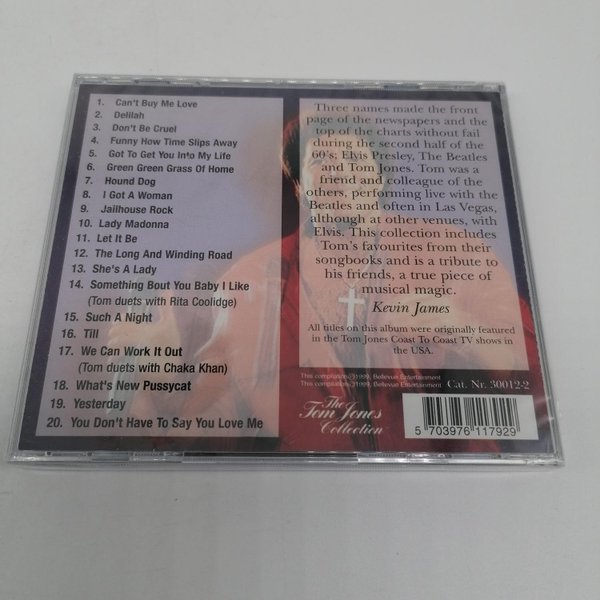 1. Can't Buy Me Love
2. Delilah
3. Don't Be Cruel
4. Funny How Time Slips Away
5. Got To Get You Into My Life
6. Green Green Grass Of Home
7. Hound Dog
8. I Got A Woman
9. Jailhouse Rock
10. Lady Madonna
11. Let It Be
12. The Long And Winding Road
13. She's A Lady
14. Something Bout You Baby I Like
(Tom duets with Rita Coolidge)
15. Such A Night
16. Till
17. We Can Work It Out
(Tom duets with Chaka Khan)
18. What's New Pussycat
19. Yesterday
20. You Don't Have To Say You Love Me
Three names made the front
page of the newspapers and the
top of the charts without fail
during the second half of the
60's; Elvis Presley, The Beatles
and Tom Jones. Tom was a
friend and colleague of the
others, performing live with the
Beatles and often in Las Vegas,
although at other venues, with
Elvis. This collection includes
Tom's favourites from their
songbooks and is a tribute to
his friends, a true piece of
musical magic.
Kevin James
All titles on this album were originally featured
in the Tom Jones Coast To Coast TV shows in
the USA.
This compilation ℗1999, Bellevue Entertainment
This compilation ©1999, Bellevue Entertainment
Cat. Nr. 30012-2
The
Tom Jones
Collection
5 703976 117929